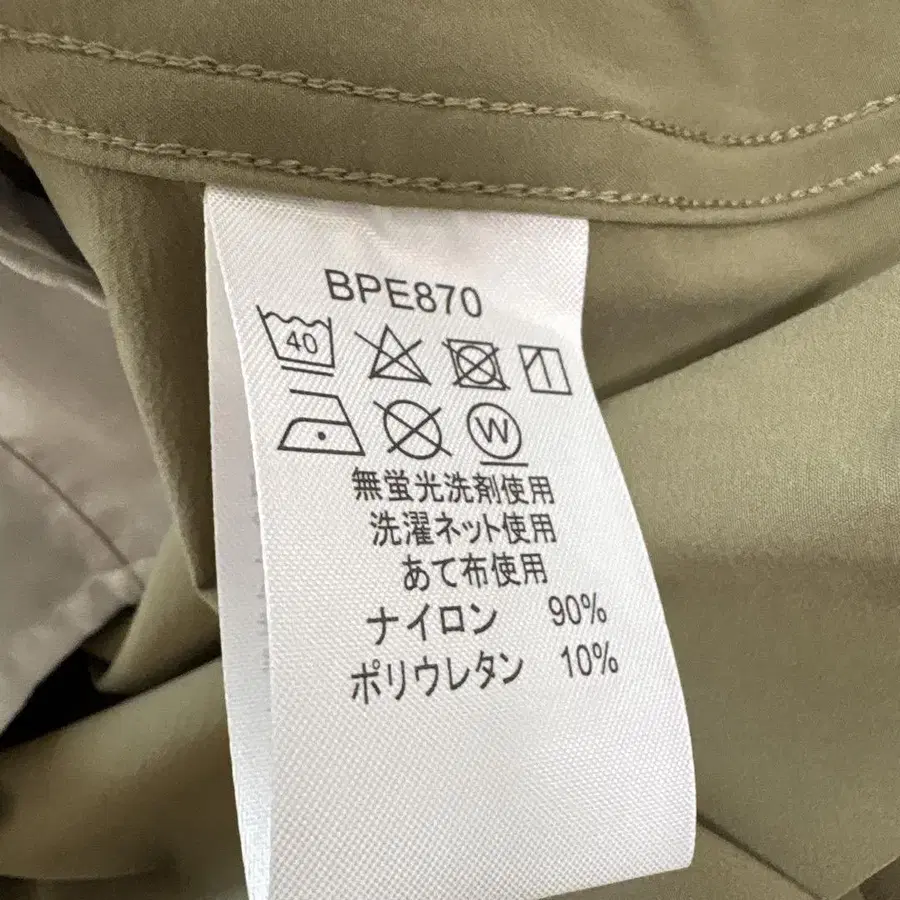 BPE870
40
W
無蛍光洗剤使用
洗濯ネット使用
あて布使用
ナイロン 90%
ポリウレタン 10%